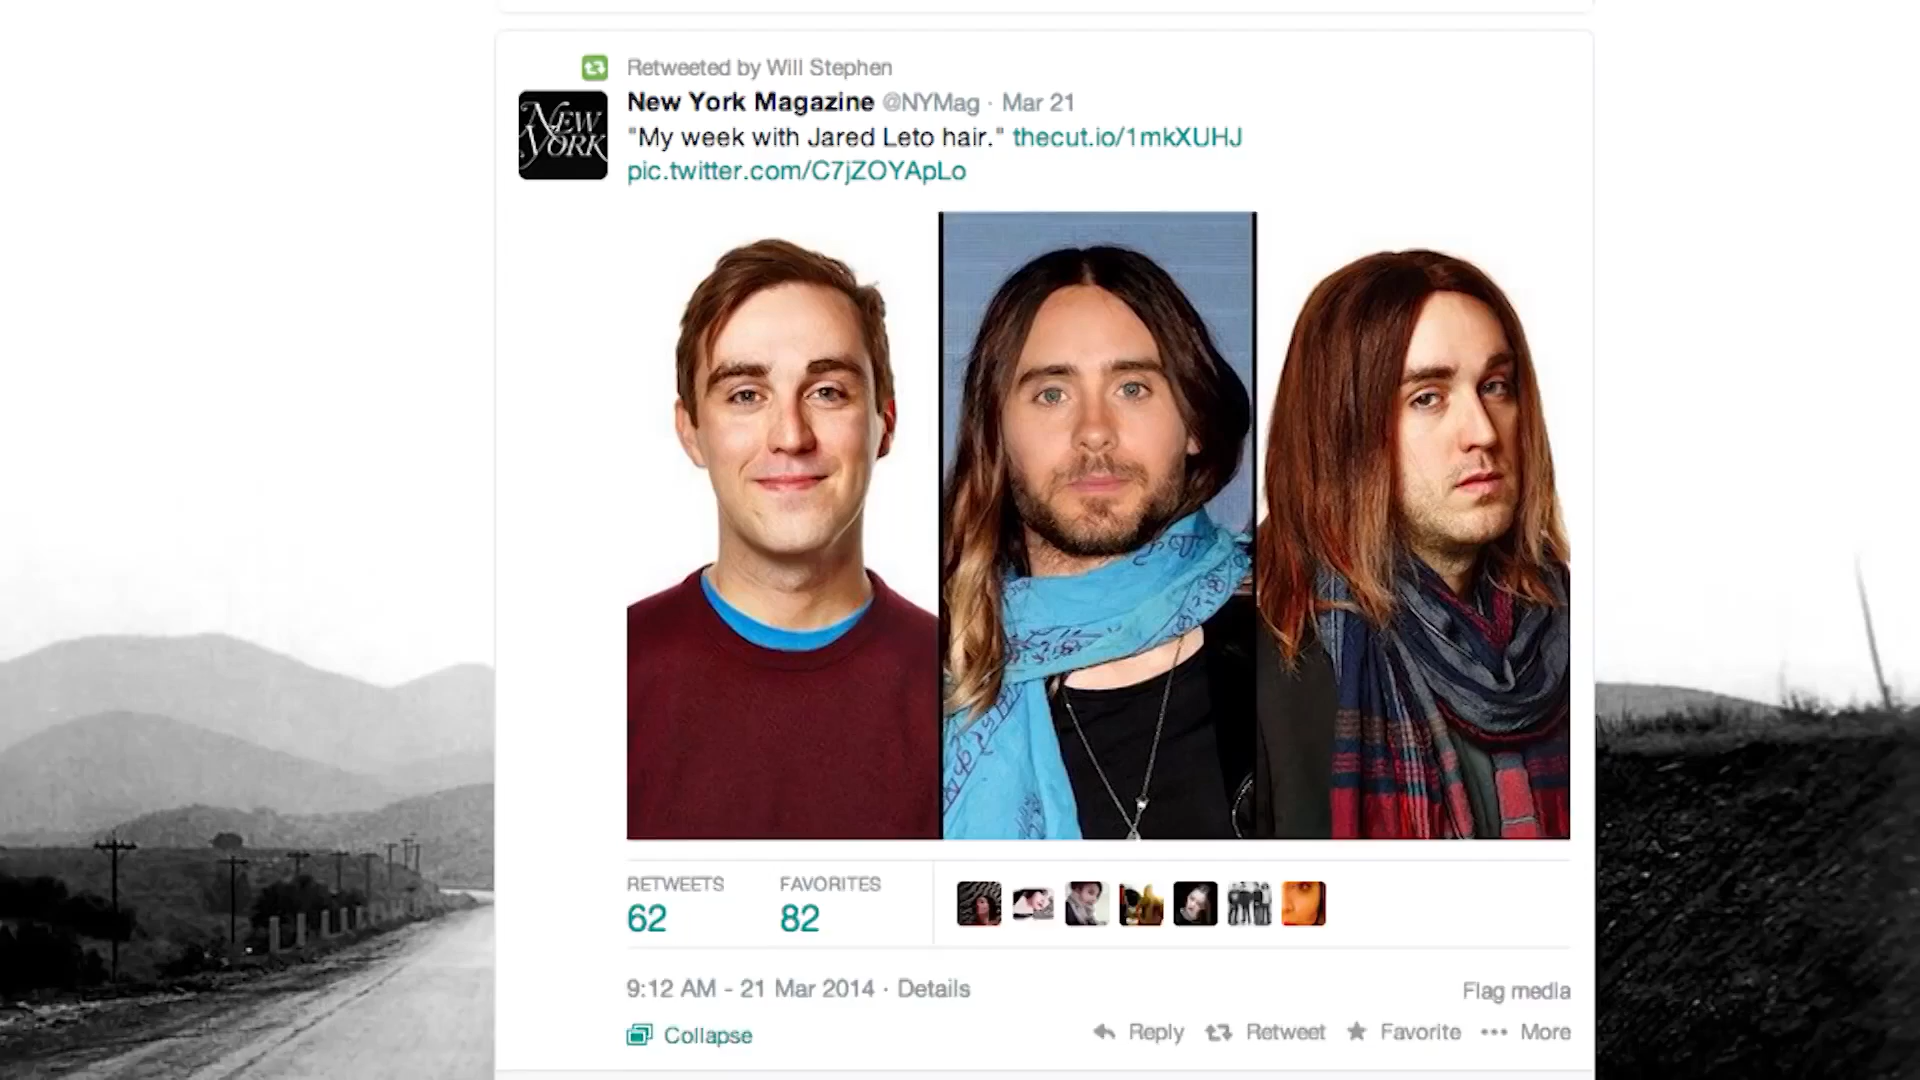 Retweeted by Will Stephen
NEW YORK
New York Magazine @NYMag · Mar 21
"My week with Jared Leto hair." thecut.io/1mkXUHJ
pic.twitter.com/C7jZOYApLo
RETWEETS FAVORITES
62 82
9:12 AM - 21 Mar 2014 · Details
Flag media
Collapse
Reply Retweet Favorite ••• More